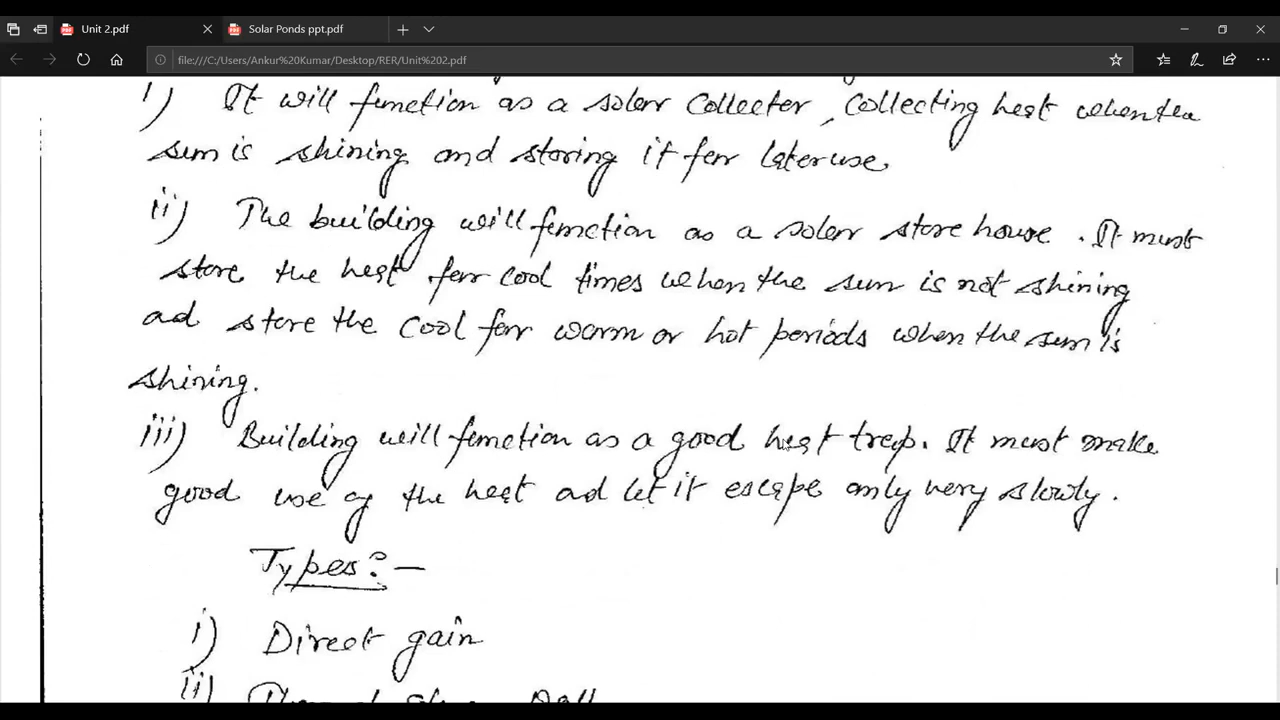 Unit 2.pdf
Solar Ponds ppt.pdf
file:///C:/Users/Ankur%20Kumar/Desktop/RER/Unit%202.pdf
i) It will function as a solar collecter, collecting heat when the
sun is shining and storing it for later use
ii) The building will function as a solar store house. It must
store the heat for cool times when the sun is not shining
ad store the cool for warm or hot periods when the sun is
shining.
iii) Building will function as a good heat trap. It must make
good use of the heat ad let it escape only very slowly.
Types:-
i) Direct gain
ii)